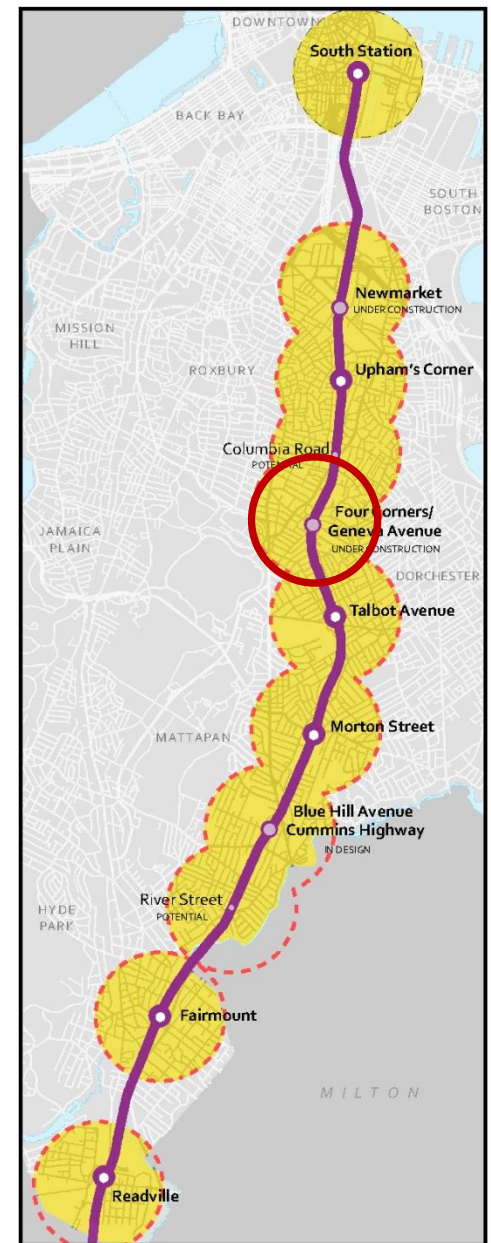 DOWNTOWN
South Station
BACK BAY
SOUTH
BOSTON
Newmarket
UNDER CONSTRUCTION
MISSION
HILL
ROXBURY
Upham's Corner
Columbia Road
POTENTIAL
Four Corners/
Geneva Avenue
UNDER CONSTRUCTION
JAMAICA
PLAIN
DORCHESTER
Talbot Avenue
Morton Street
MATTAPAN
Blue Hill Avenue
Cummins Highway
IN DESIGN
River Street
POTENTIAL
HYDE
PARK
Fairmount
MILTON
Readville